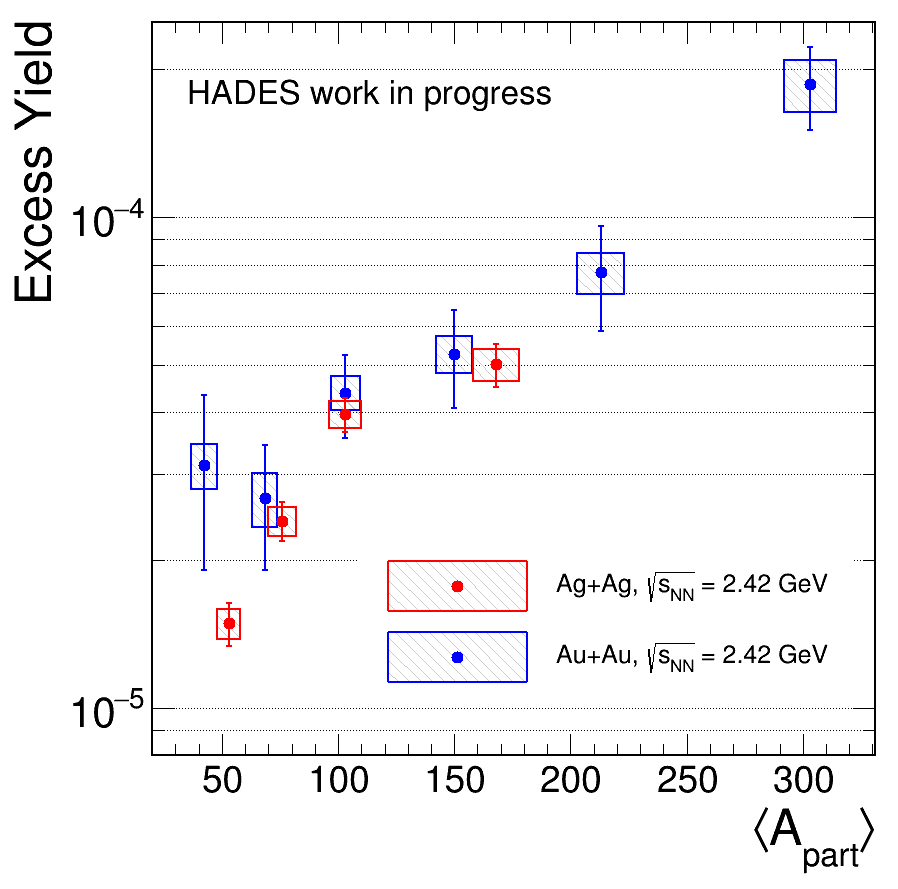 Excess Yield
HADES work in progress
10⁻⁴
10⁻⁵
Ag+Ag, √s_NN = 2.42 GeV
Au+Au, √s_NN = 2.42 GeV
50 100 150 200 250 300
⟨A_part⟩